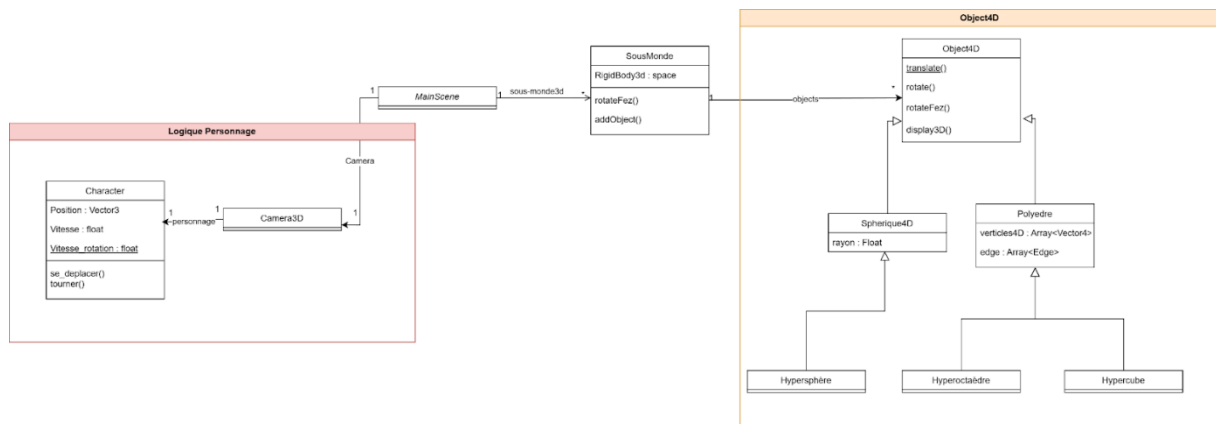 Object4D
Object4D
translate()
rotate()
rotateFez()
display3D()
SousMonde
RigidBody3d : space
rotateFez()
addObject()
1
objects
*
MainScene
1
1
sous-monde3d
*
Logique Personnage
Camera
Character
Position : Vector3
Vitesse : float
Vitesse_rotation : float
se_deplacer()
tourner()
1
personnage
1
Camera3D
1
Spherique4D
rayon : Float
Polyedre
verticles4D : Array<Vector4>
edge : Array<Edge>
Hypersphère
Hyperoctaèdre
Hypercube